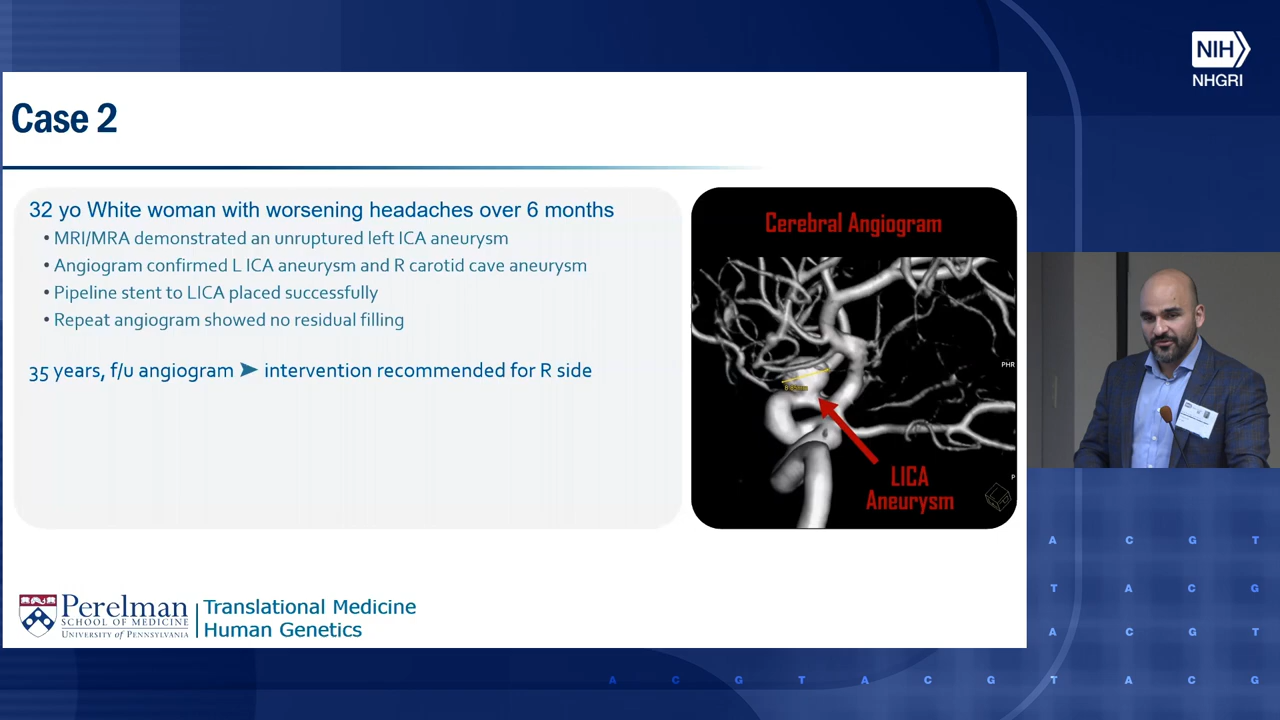 NIH
NHGRI
Case 2
32 yo White woman with worsening headaches over 6 months
• MRI/MRA demonstrated an unruptured left ICA aneurysm
• Angiogram confirmed L ICA aneurysm and R carotid cave aneurysm
• Pipeline stent to LICA placed successfully
• Repeat angiogram showed no residual filling
35 years, f/u angiogram ➤ intervention recommended for R side
Cerebral Angiogram
PHR
P
LICA
Aneurysm
Perelman
SCHOOL OF MEDICINE
UNIVERSITY of PENNSYLVANIA
Translational Medicine
Human Genetics
A C G T
T A C G
A C G T
A C G T A C G T A C G